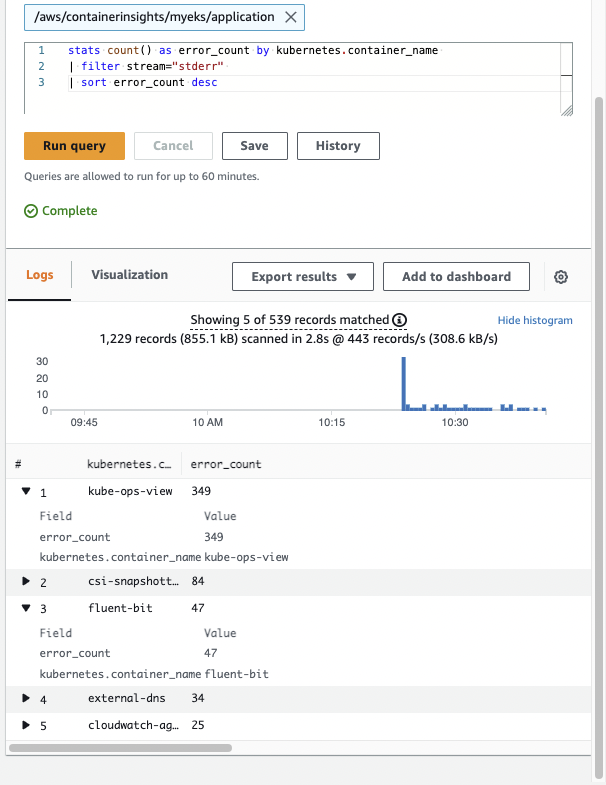 /aws/containerinsights/myeks/application
1 stats count() as error_count by kubernetes.container_name
2 | filter stream="stderr"
3 | sort error_count desc
Run query Cancel Save History
Queries are allowed to run for up to 60 minutes.
Complete
Logs Visualization Export results Add to dashboard
Showing 5 of 539 records matched Hide histogram
1,229 records (855.1 kB) scanned in 2.8s @ 443 records/s (308.6 kB/s)
30
20
10
0
09:45 10 AM 10:15 10:30
# kubernetes.c… error_count
1 kube-ops-view 349
Field Value
error_count 349
kubernetes.container_name kube-ops-view
2 csi-snapshott… 84
3 fluent-bit 47
Field Value
error_count 47
kubernetes.container_name fluent-bit
4 external-dns 34
5 cloudwatch-ag… 25